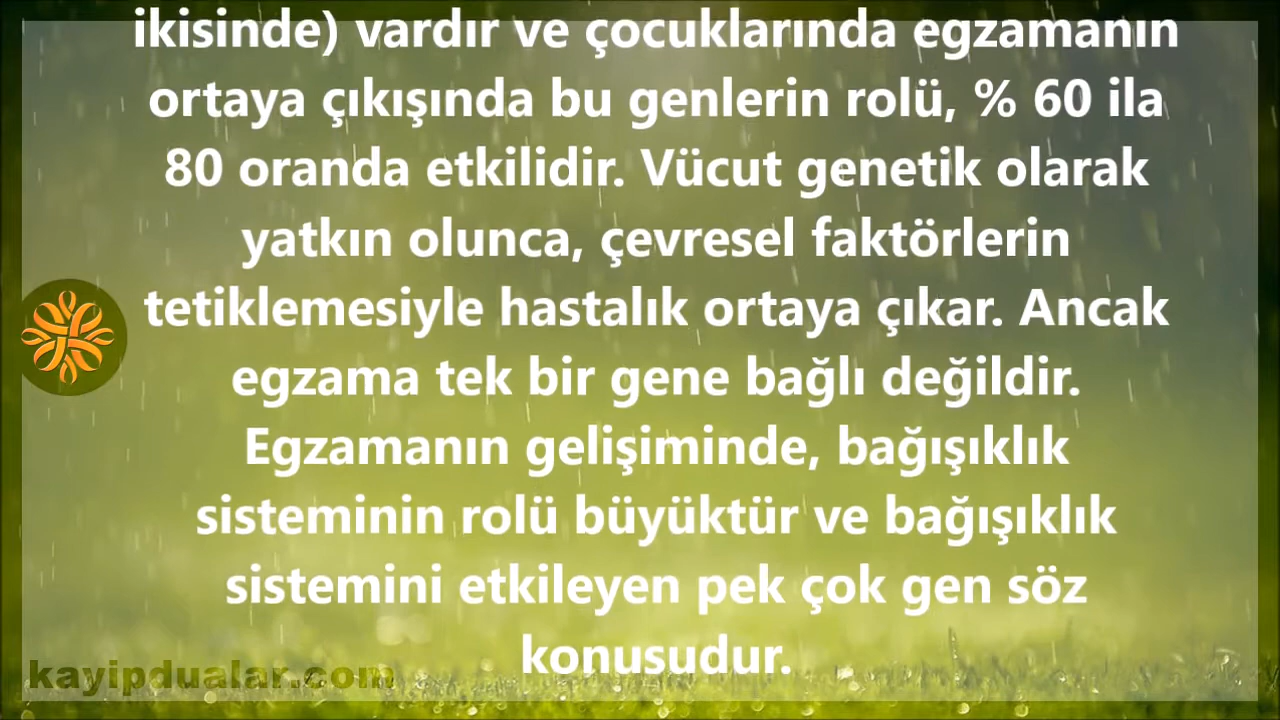 ikisinde) vardır ve çocuklarında egzamanın
ortaya çıkışında bu genlerin rolü, % 60 ila
80 oranda etkilidir. Vücut genetik olarak
yatkın olunca, çevresel faktörlerin
tetiklemesiyle hastalık ortaya çıkar. Ancak
egzama tek bir gene bağlı değildir.
Egzamanın gelişiminde, bağışıklık
sisteminin rolü büyüktür ve bağışıklık
sistemini etkileyen pek çok gen söz
konusudur.
kayipdualar.com